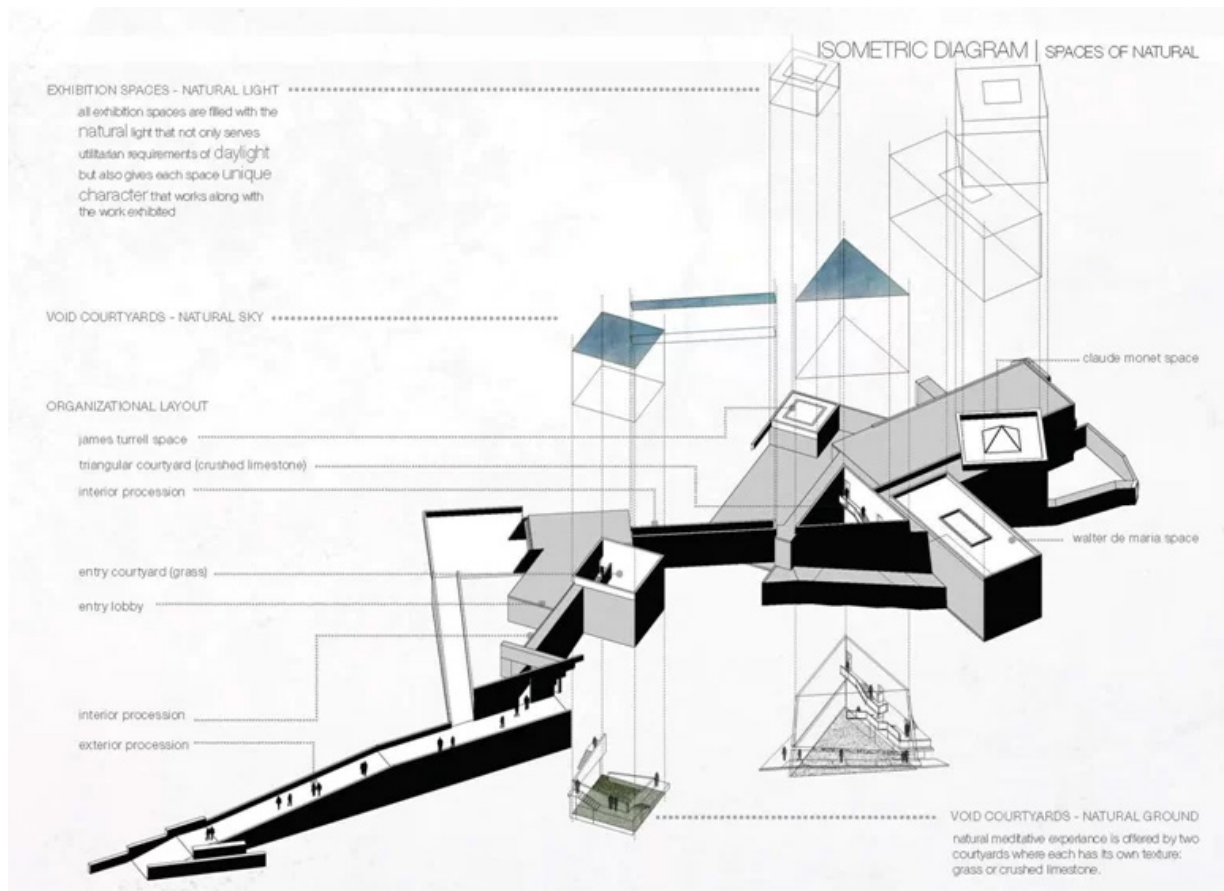 ISOMETRIC DIAGRAM | SPACES OF NATURAL
EXHIBITION SPACES - NATURAL LIGHT
all exhibition spaces are filled with the
natural light that not only serves
utilitarian requirements of daylight
but also gives each space unique
character that works along with
the work exhibited
VOID COURTYARDS - NATURAL SKY
claude monet space
ORGANIZATIONAL LAYOUT
james turrell space
triangular courtyard (crushed limestone)
interior procession
walter de maria space
entry courtyard (grass)
entry lobby
interior procession
exterior procession
VOID COURTYARDS - NATURAL GROUND
natural meditative experiance is offered by two
courtyards where each has its own texture:
grass or crushed limestone.